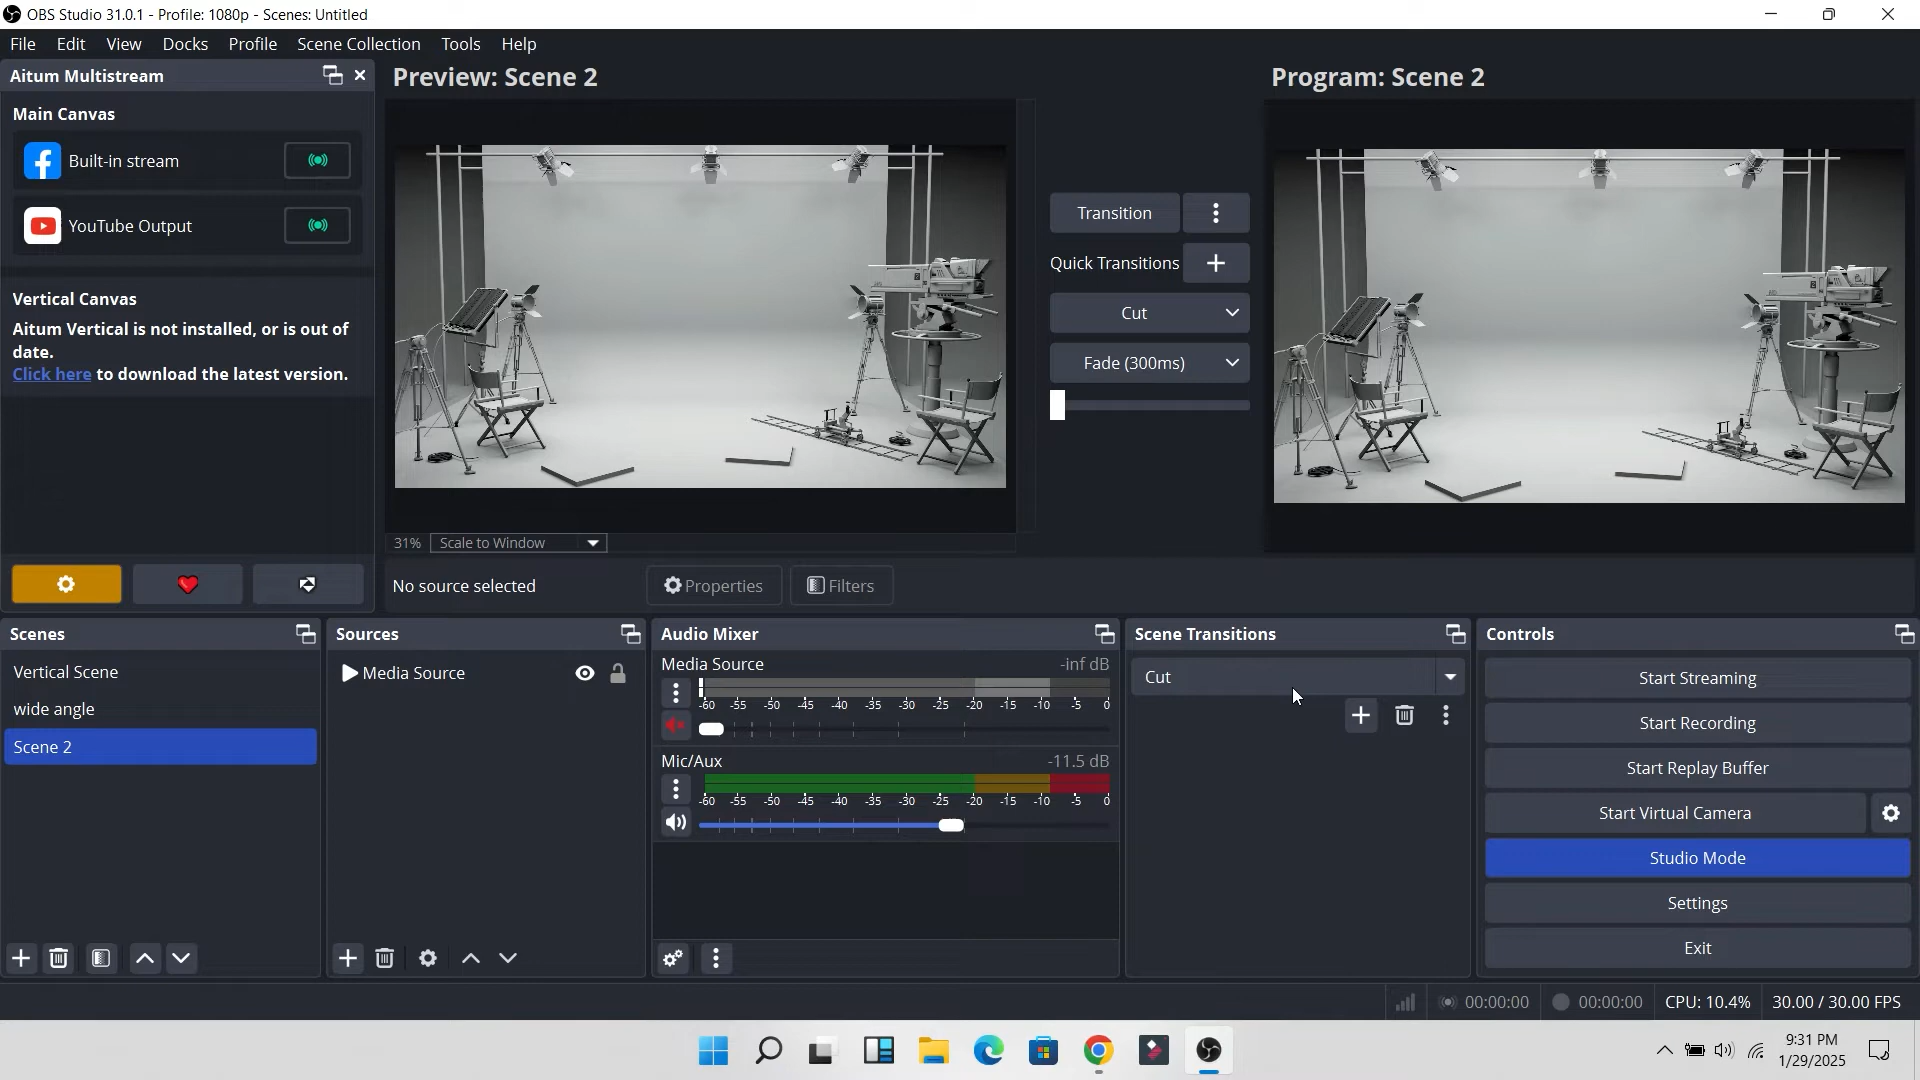 OBS Studio 31.0.1 - Profile: 1080p - Scenes: Untitled
File Edit View Docks Profile Scene Collection Tools Help
Aitum Multistream
Preview: Scene 2
Program: Scene 2
Main Canvas
Built-in stream
YouTube Output
Vertical Canvas
Aitum Vertical is not installed, or is out of
date.
Click here to download the latest version.
Transition
Quick Transitions
Cut
Fade (300ms)
31% Scale to Window
No source selected Properties Filters
Scenes
Vertical Scene
wide angle
Scene 2
Sources
Media Source
Audio Mixer
Media Source -inf dB
-60 -55 -50 -45 -40 -35 -30 -25 -20 -15 -10 -5 0
Mic/Aux -11.5 dB
-60 -55 -50 -45 -40 -35 -30 -25 -20 -15 -10 -5 0
Scene Transitions
Cut
Controls
Start Streaming
Start Recording
Start Replay Buffer
Start Virtual Camera
Studio Mode
Settings
Exit
00:00:00 00:00:00 CPU: 10.4% 30.00 / 30.00 FPS
9:31 PM
1/29/2025